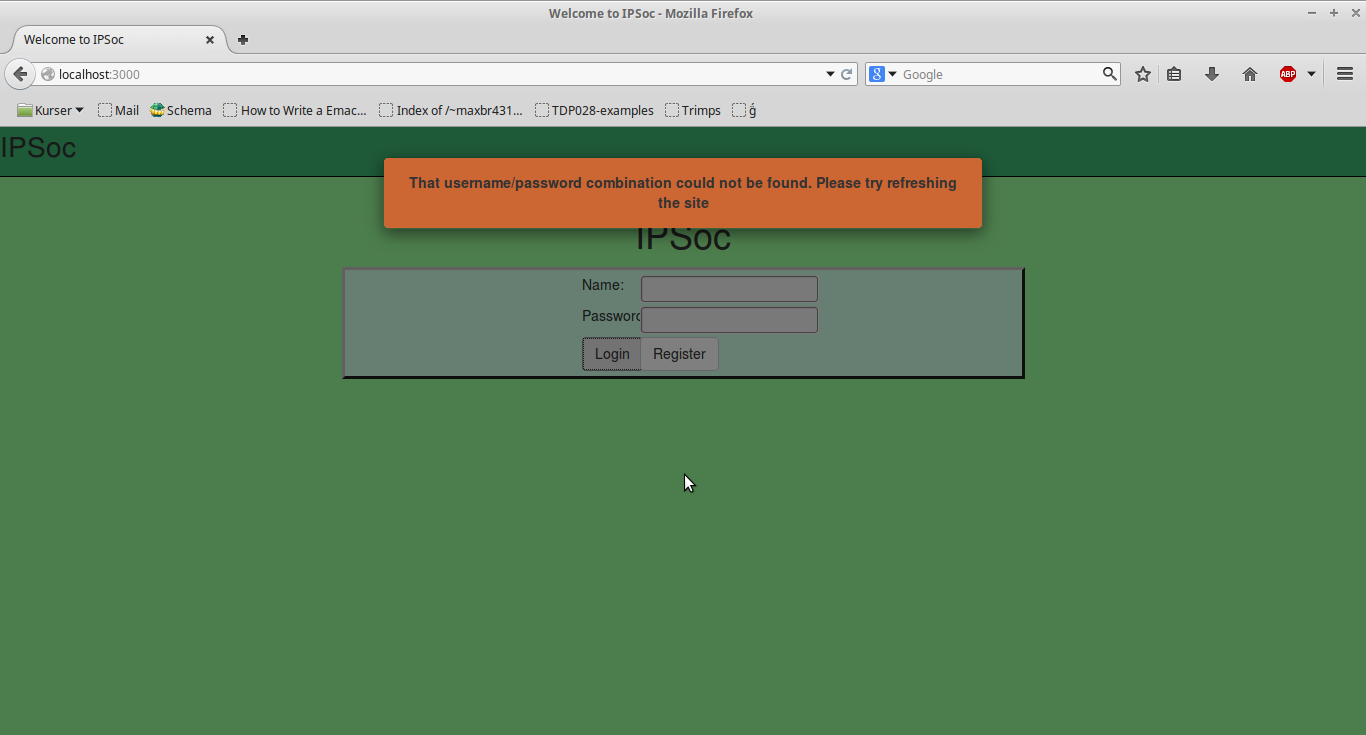 Welcome to IPSoc - Mozilla Firefox
Welcome to IPSoc
localhost:3000
Google
ABP
Kurser
Mail
Schema
How to Write a Emac...
Index of /~maxbr431...
TDP028-examples
Trimps
ǵ
IPSoc
That username/password combination could not be found. Please try refreshing
the site
IPSoc
Name:
Password
Login
Register